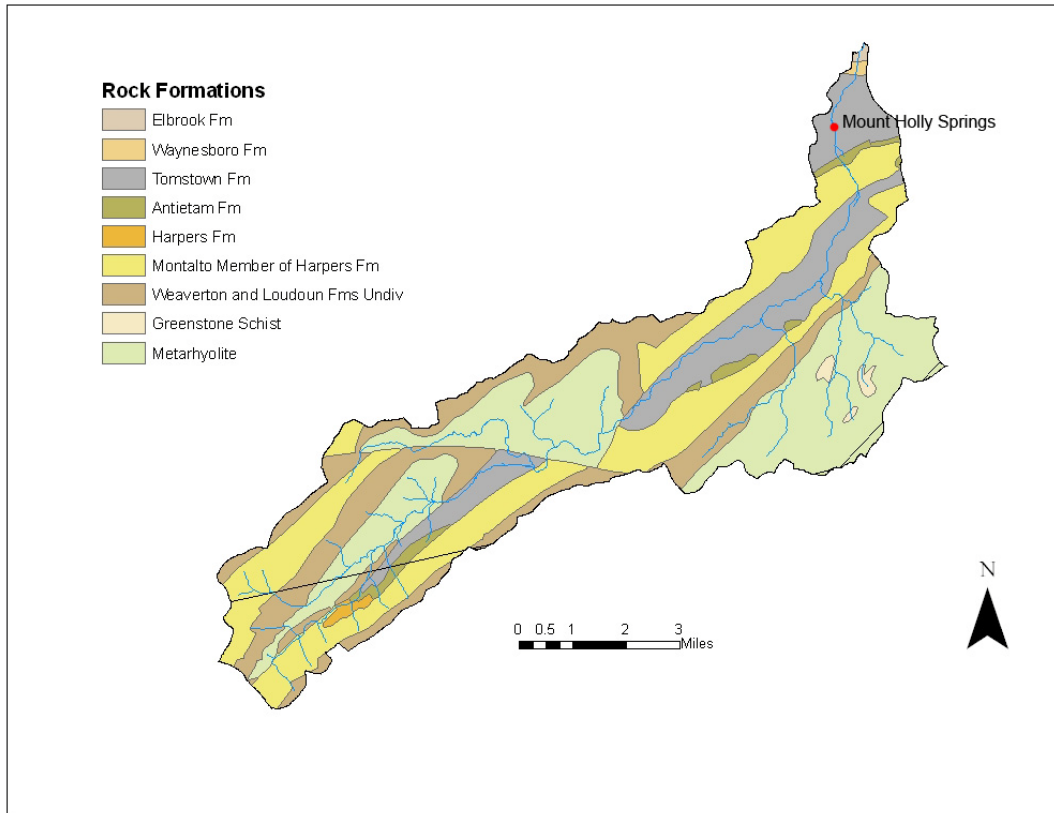 Rock Formations
Elbrook Fm
Waynesboro Fm
Tomstown Fm
Antietam Fm
Harpers Fm
Montalto Member of Harpers Fm
Weaverton and Loudoun Fms Undiv
Greenstone Schist
Metarhyolite
Mount Holly Springs
N
0 0.5 1 2 3
Miles